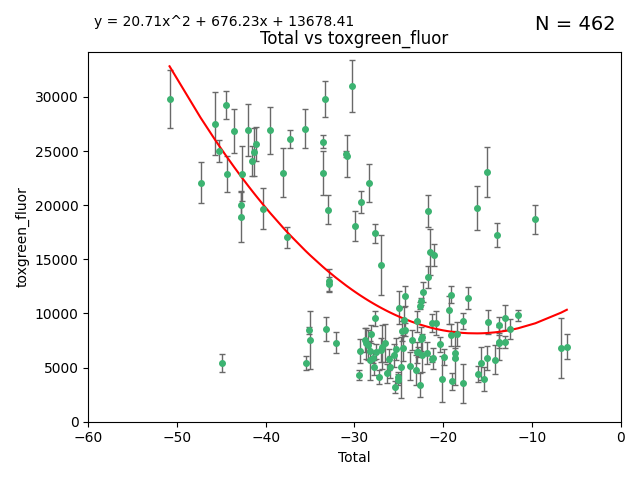 y = 20.71x^2 + 676.23x + 13678.41
N = 462
Total vs toxgreen_fluor
toxgreen_fluor
30000
25000
20000
15000
10000
5000
0
−60 −50 −40 −30 −20 −10 0
Total